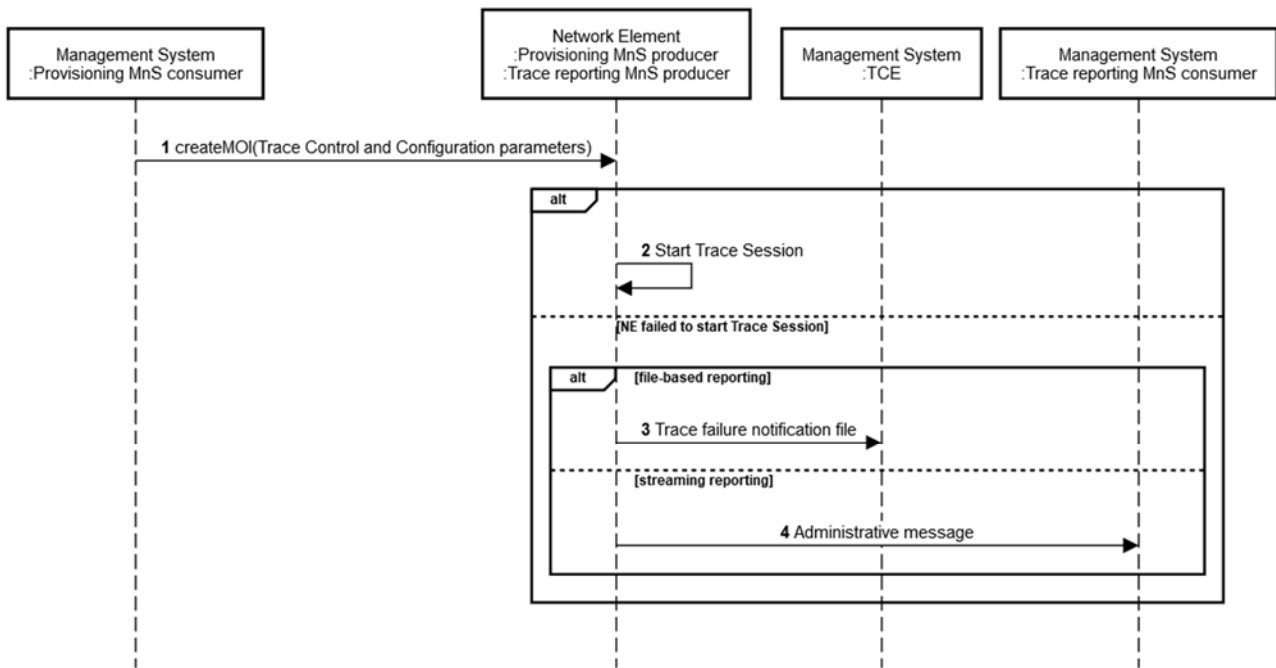 Management System
:Provisioning MnS consumer
Network Element
:Provisioning MnS producer
:Trace reporting MnS producer
Management System
:TCE
Management System
:Trace reporting MnS consumer
1 createMOI(Trace Control and Configuration parameters)
alt
2 Start Trace Session
[NE failed to start Trace Session]
alt
[file-based reporting]
3 Trace failure notification file
[streaming reporting]
4 Administrative message